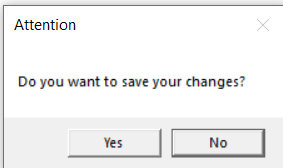 Attention
Do you want to save your changes?
Yes
No